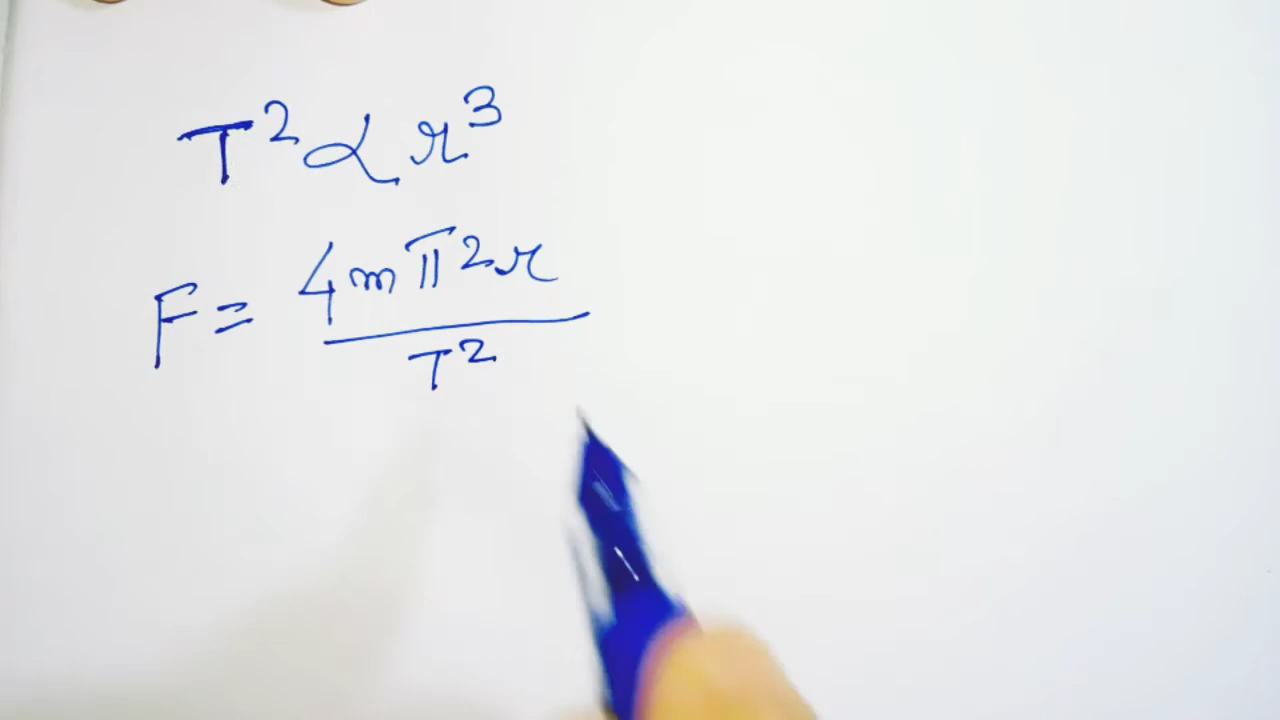 T² ∝ r³
F = 4mπ²r / T²